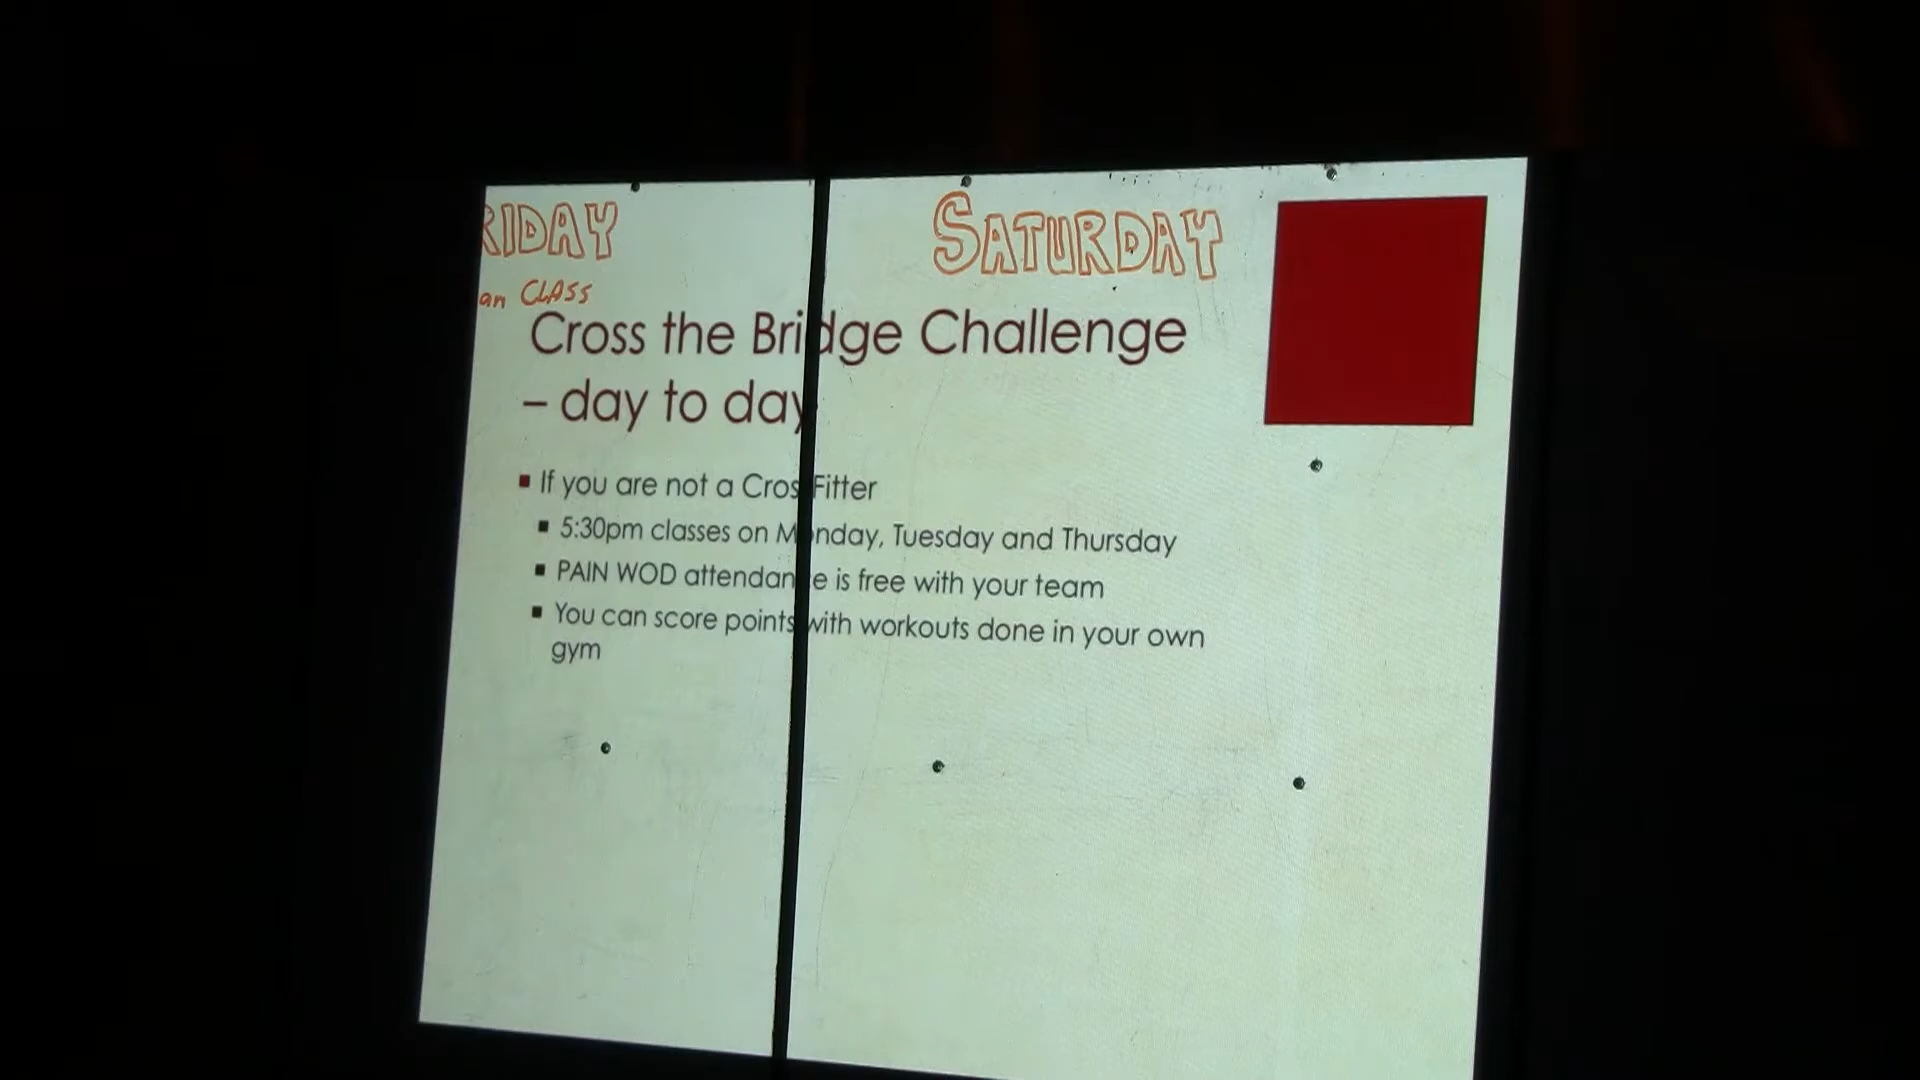 RIDAY
SATURDAY
an CLASS
Cross the Bridge Challenge
– day to day
If you are not a CrosFitter
5:30pm classes on Monday, Tuesday and Thursday
PAIN WOD attendance is free with your team
You can score points with workouts done in your own
gym